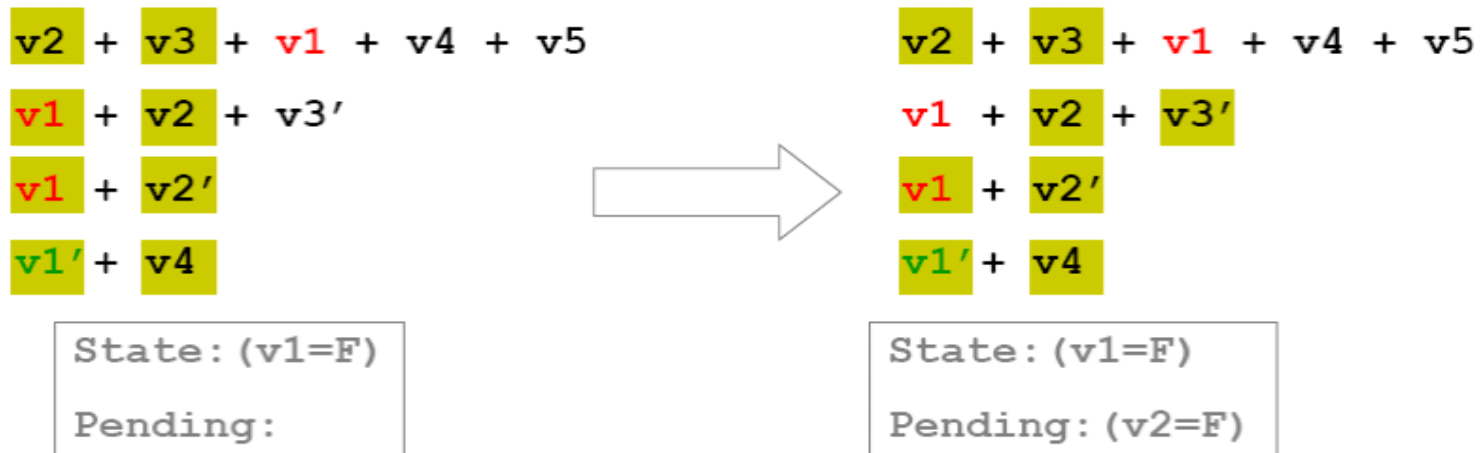 v2 + v3 + v1 + v4 + v5
v1 + v2 + v3′
v1 + v2′
v1′+ v4
State:(v1=F)
Pending:
v2 + v3 + v1 + v4 + v5
v1 + v2 + v3′
v1 + v2′
v1′+ v4
State:(v1=F)
Pending:(v2=F)